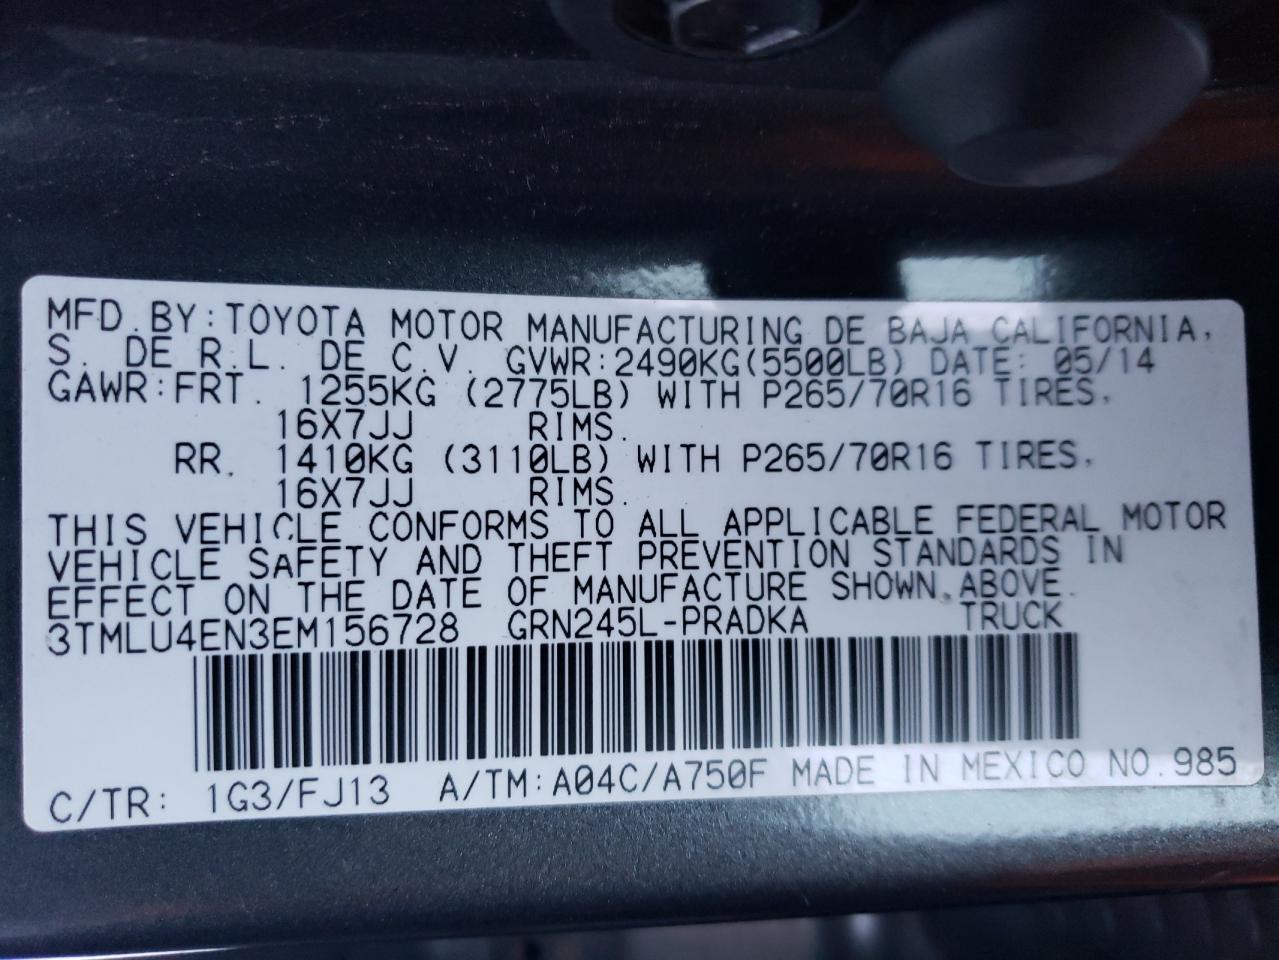 MFD. BY: TOYOTA MOTOR MANUFACTURING DE BAJA CALIFORNIA,
S. DE R.L. DE C.V. GVWR:2490KG(5500LB) DATE: 05/14
GAWR:FRT. 1255KG (2775LB) WITH P265/70R16 TIRES,
16X7JJ RIMS.
RR. 1410KG (3110LB) WITH P265/70R16 TIRES,
16X7JJ RIMS.
THIS VEHICLE CONFORMS TO ALL APPLICABLE FEDERAL MOTOR
VEHICLE SAFETY AND THEFT PREVENTION STANDARDS IN
EFFECT ON THE DATE OF MANUFACTURE SHOWN ABOVE.
3TMLU4EN3EM156728 GRN245L-PRADKA TRUCK
C/TR: 1G3/FJ13 A/TM:A04C/A750F MADE IN MEXICO NO.985